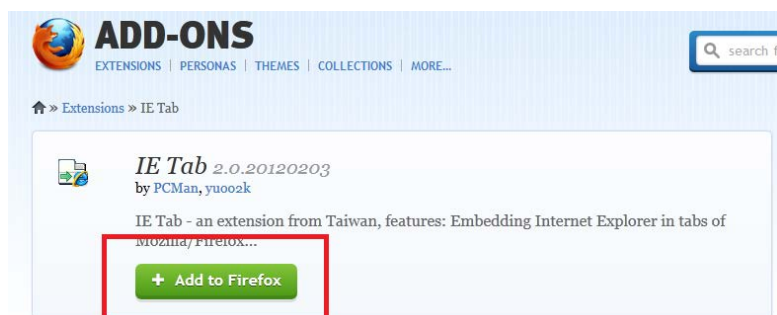 ADD-ONS
EXTENSIONS | PERSONAS | THEMES | COLLECTIONS | MORE...
search f
» Extensions » IE Tab
IE Tab 2.0.20120203
by PCMan, yuoo2k
IE Tab - an extension from Taiwan, features: Embedding Internet Explorer in tabs of
Mozilla/Firefox...
+ Add to Firefox